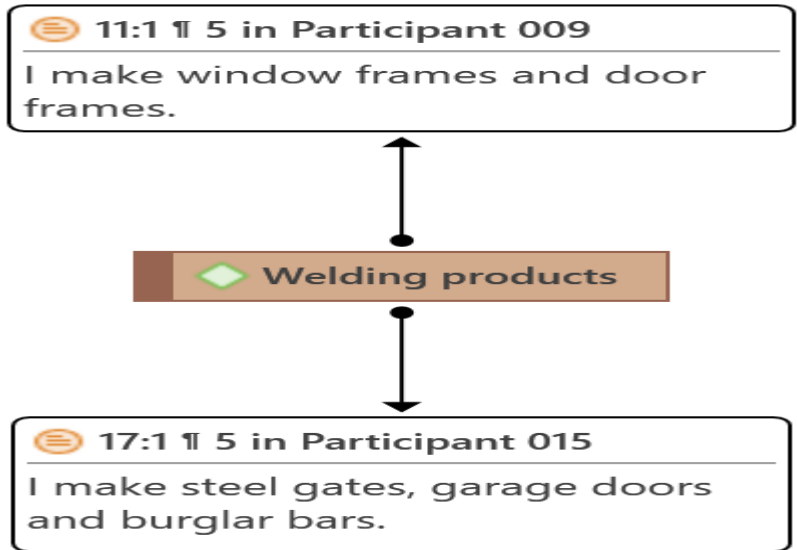 11:1 ¶ 5 in Participant 009
I make window frames and door
frames.
Welding products
17:1 ¶ 5 in Participant 015
I make steel gates, garage doors
and burglar bars.